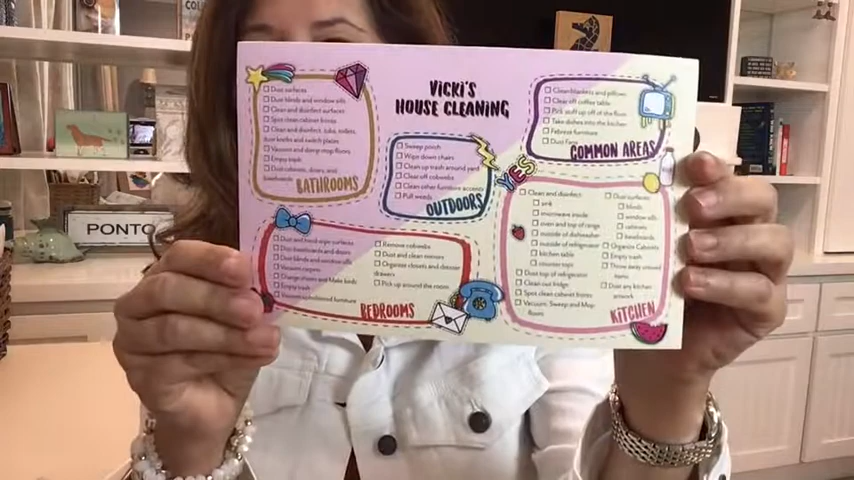 VICKI'S
HOUSE CLEANING
Dust surfaces
Dust blinds and window sills
Clean and disinfect surfaces
Spot clean cabinet fronts
Clean and disinfect, tubs, toilets,
door knobs and switch plates
Vacuum and damp mop floors
Empty trash
Dust cabinets, doors, and
baseboards
BATHROOMS
Sweep porch
Wipe down chairs
Clean up trash around yard
Clear off cobwebs
Clean other furniture accents
Pull weeds
OUTDOORS
YES
Clean blankets and pillows
Clear off coffee table
Pick stuff up off of the floor
Take dishes into the kitchen
Febreze furniture
Dust Fans
COMMON AREAS
Dust and hand wipe surfaces
Dust baseboards and doors
Dust blinds and window sills
Vacuum carpets
Change sheets and Make beds
Empty trash
Vacuum upholstered furniture
Remove cobwebs
Dust and clean mirrors
Organize closets and dresser
drawers
Pick up around the room
BEDROOMS
Clean and disinfect
sink
microwave inside
oven and top of range
outside of dishwasher
outside of refrigerator
kitchen table
counter tops
Dust top of refrigerator
Clean out fridge
Spot clean cabinet fronts
Vacuum, Sweep and Mop
floors
Dust surfaces
blinds
window sills
cabinets
baseboards
Organize Cabinets
Empty trash
Throw away unused
items
Dust any kitchen
artwork
KITCHEN
PONTO